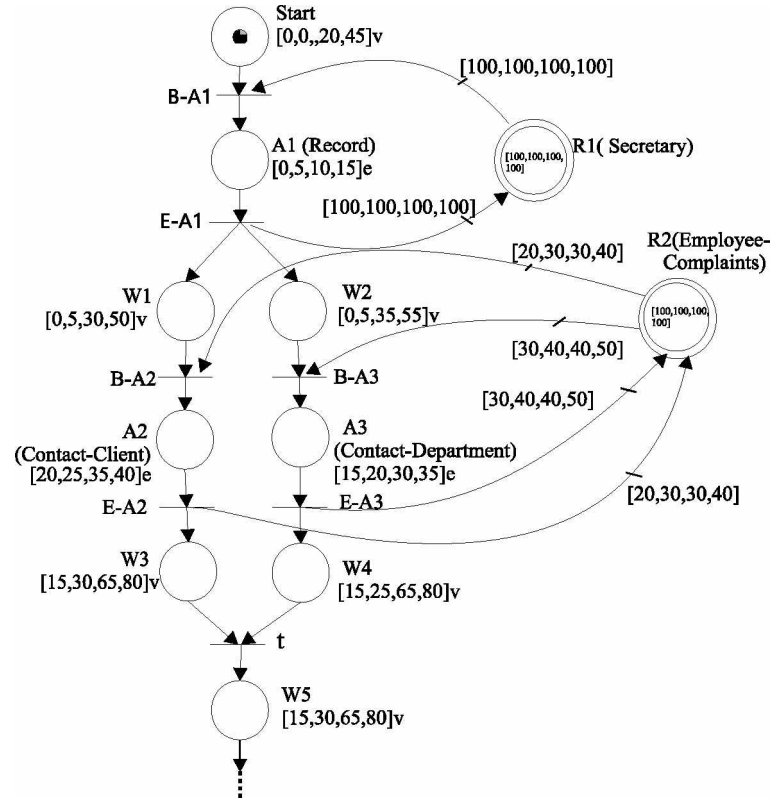 Start
[0,0,,20,45]v
[100,100,100,100]
B-A1
A1 (Record)
[0,5,10,15]e
[100,100,100,
100]
R1( Secretary)
E-A1
[100,100,100,100]
R2(Employee-
Complaints)
[20,30,30,40]
W1
[0,5,30,50]v
W2
[0,5,35,55]v
[100,100,100,
100]
[30,40,40,50]
B-A2
B-A3
[30,40,40,50]
A2
(Contact-Client)
[20,25,35,40]e
A3
(Contact-Department)
[15,20,30,35]e
[20,30,30,40]
E-A2
E-A3
W3
[15,30,65,80]v
W4
[15,25,65,80]v
t
W5
[15,30,65,80]v